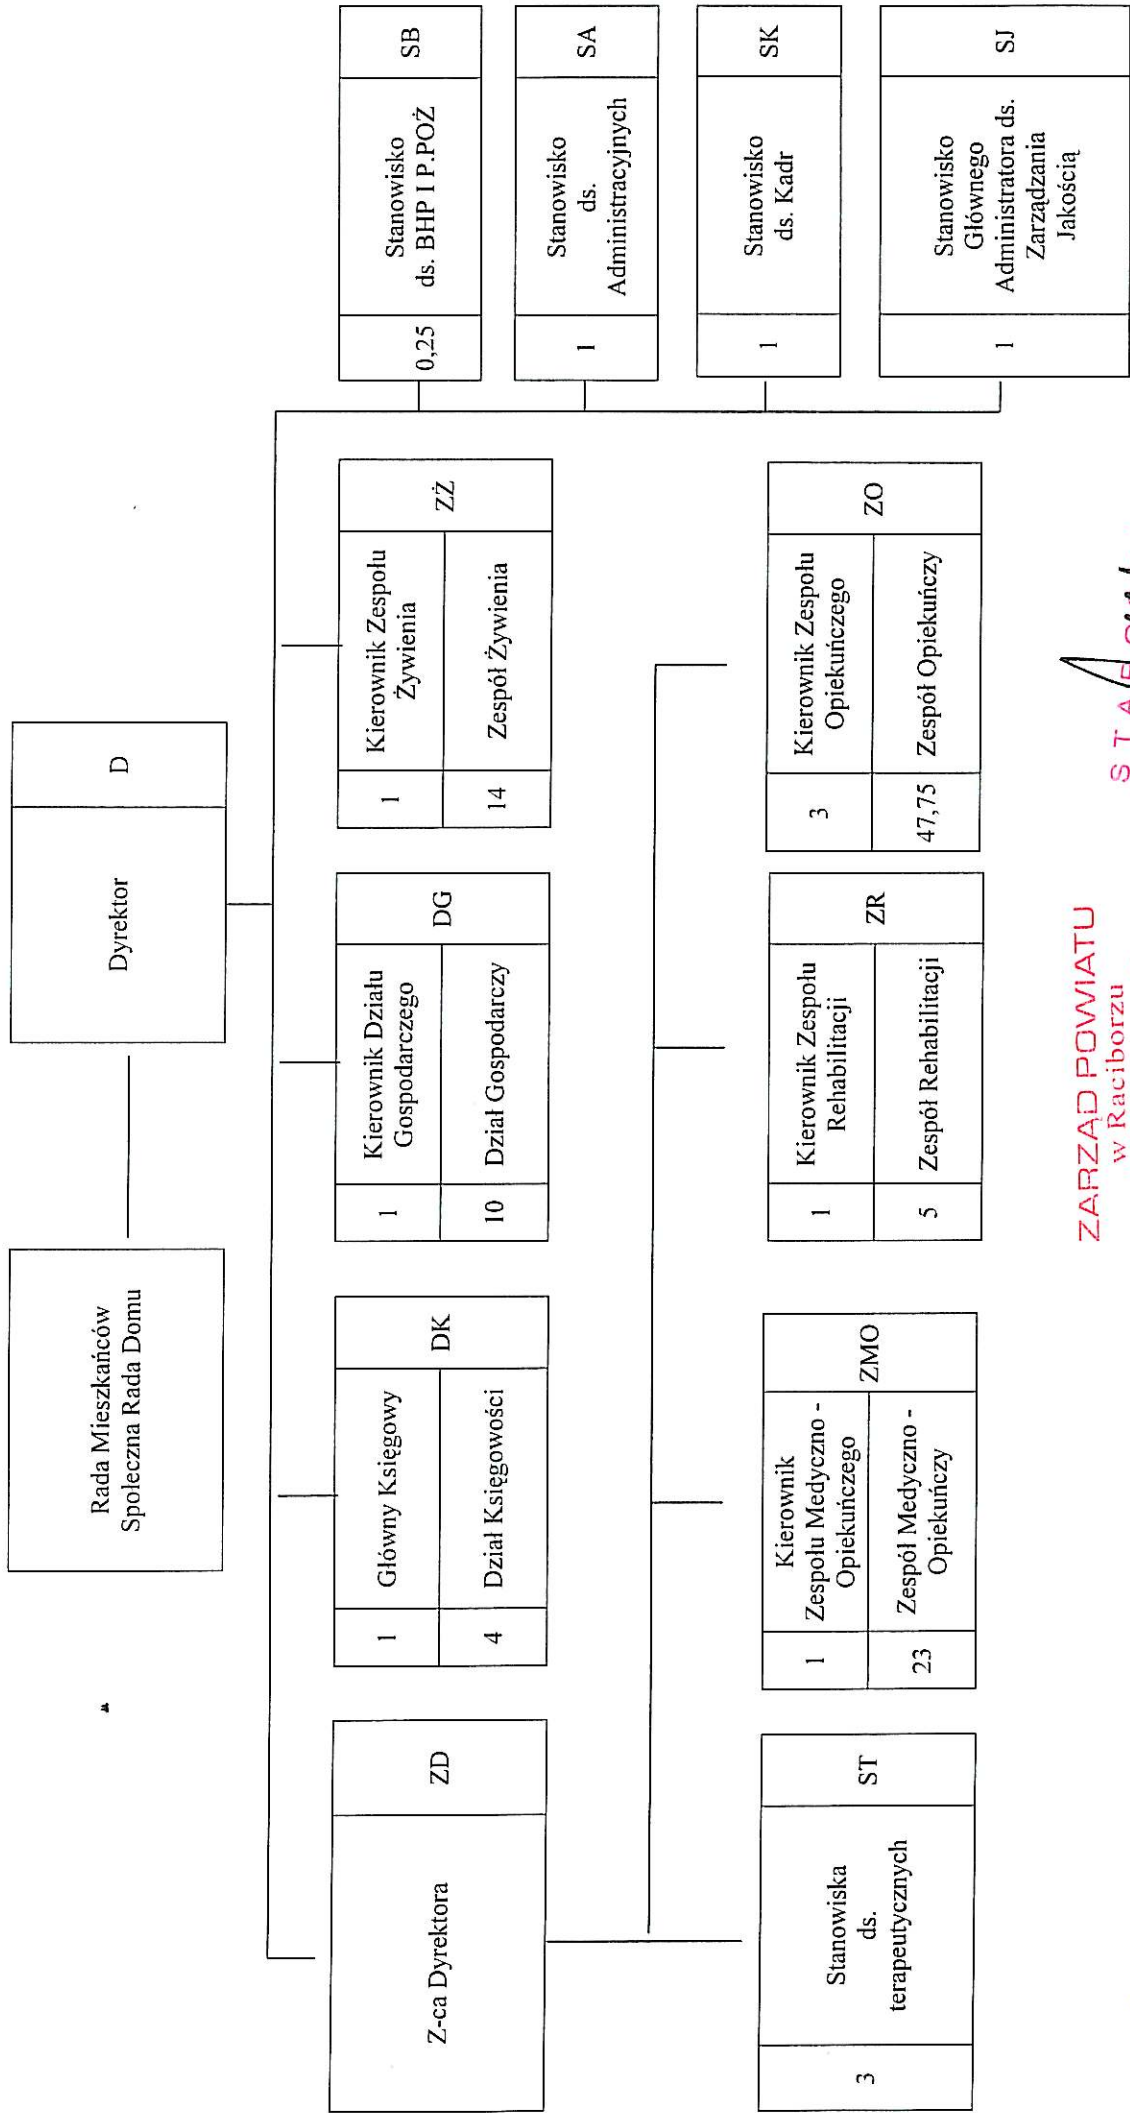 Rada Mieszkańców
Społeczna Rada Domu
Dyrektor
D
Z-ca Dyrektora
ZD
1
Główny Księgowy
4
Dział Księgowości
DK
1
Kierownik Działu
Gospodarczego
10
Dział Gospodarczy
DG
1
Kierownik Zespołu
Żywienia
14
Zespół Żywienia
ZŻ
0,25
Stanowisko
ds. BHP I P.POŻ
SB
1
Stanowisko
ds.
Administracyjnych
SA
1
Stanowisko
ds. Kadr
SK
1
Stanowisko
Głównego
Administratora ds.
Zarządzania
Jakością
SJ
3
Stanowiska
ds.
terapeutycznych
ST
1
Kierownik
Zespołu Medyczno -
Opiekuńczego
23
Zespół Medyczno -
Opiekuńczy
ZMO
1
Kierownik Zespołu
Rehabilitacji
5
Zespół Rehabilitacji
ZR
3
Kierownik Zespołu
Opiekuńczego
47,75
Zespół Opiekuńczy
ZO
ZARZĄD POWIATU
w Raciborzu